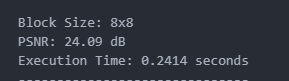 Block Size: 8x8
PSNR: 24.09 dB
Execution Time: 0.2414 seconds